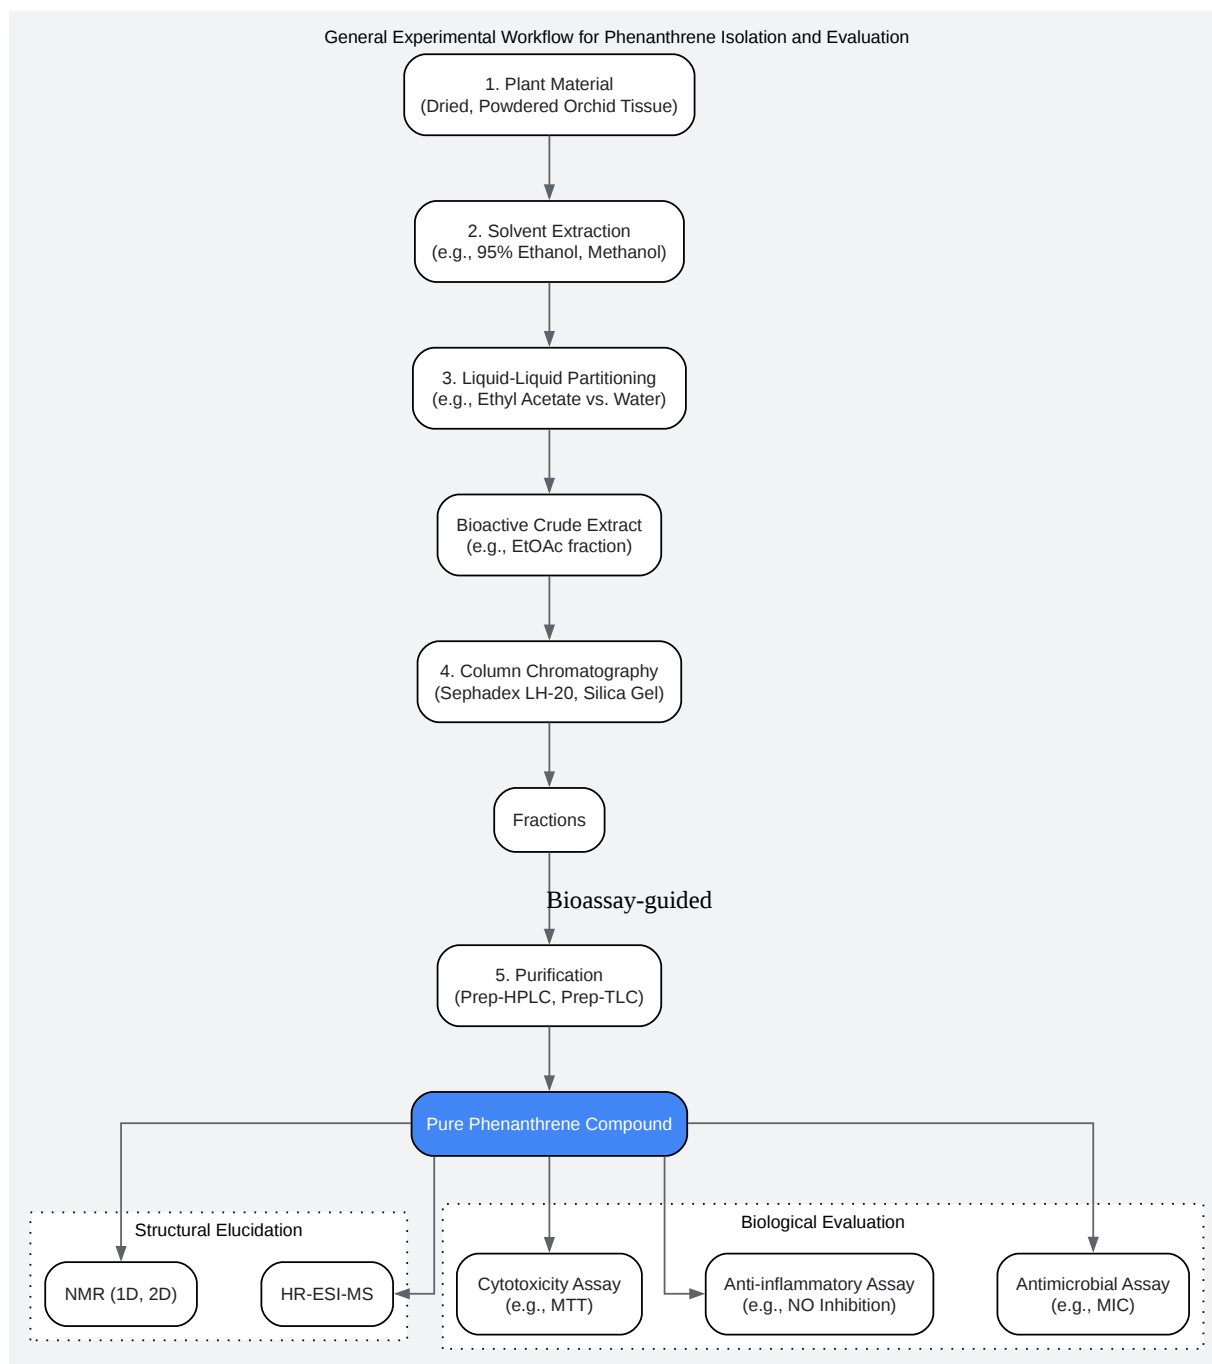 General Experimental Workflow for Phenanthrene Isolation and Evaluation
1. Plant Material
(Dried, Powdered Orchid Tissue)
2. Solvent Extraction
(e.g., 95% Ethanol, Methanol)
3. Liquid-Liquid Partitioning
(e.g., Ethyl Acetate vs. Water)
Bioactive Crude Extract
(e.g., EtOAc fraction)
4. Column Chromatography
(Sephadex LH-20, Silica Gel)
Fractions
Bioassay-guided
5. Purification
(Prep-HPLC, Prep-TLC)
Pure Phenanthrene Compound
Structural Elucidation
NMR (1D, 2D)
HR-ESI-MS
Biological Evaluation
Cytotoxicity Assay
(e.g., MTT)
Anti-inflammatory Assay
(e.g., NO Inhibition)
Antimicrobial Assay
(e.g., MIC)